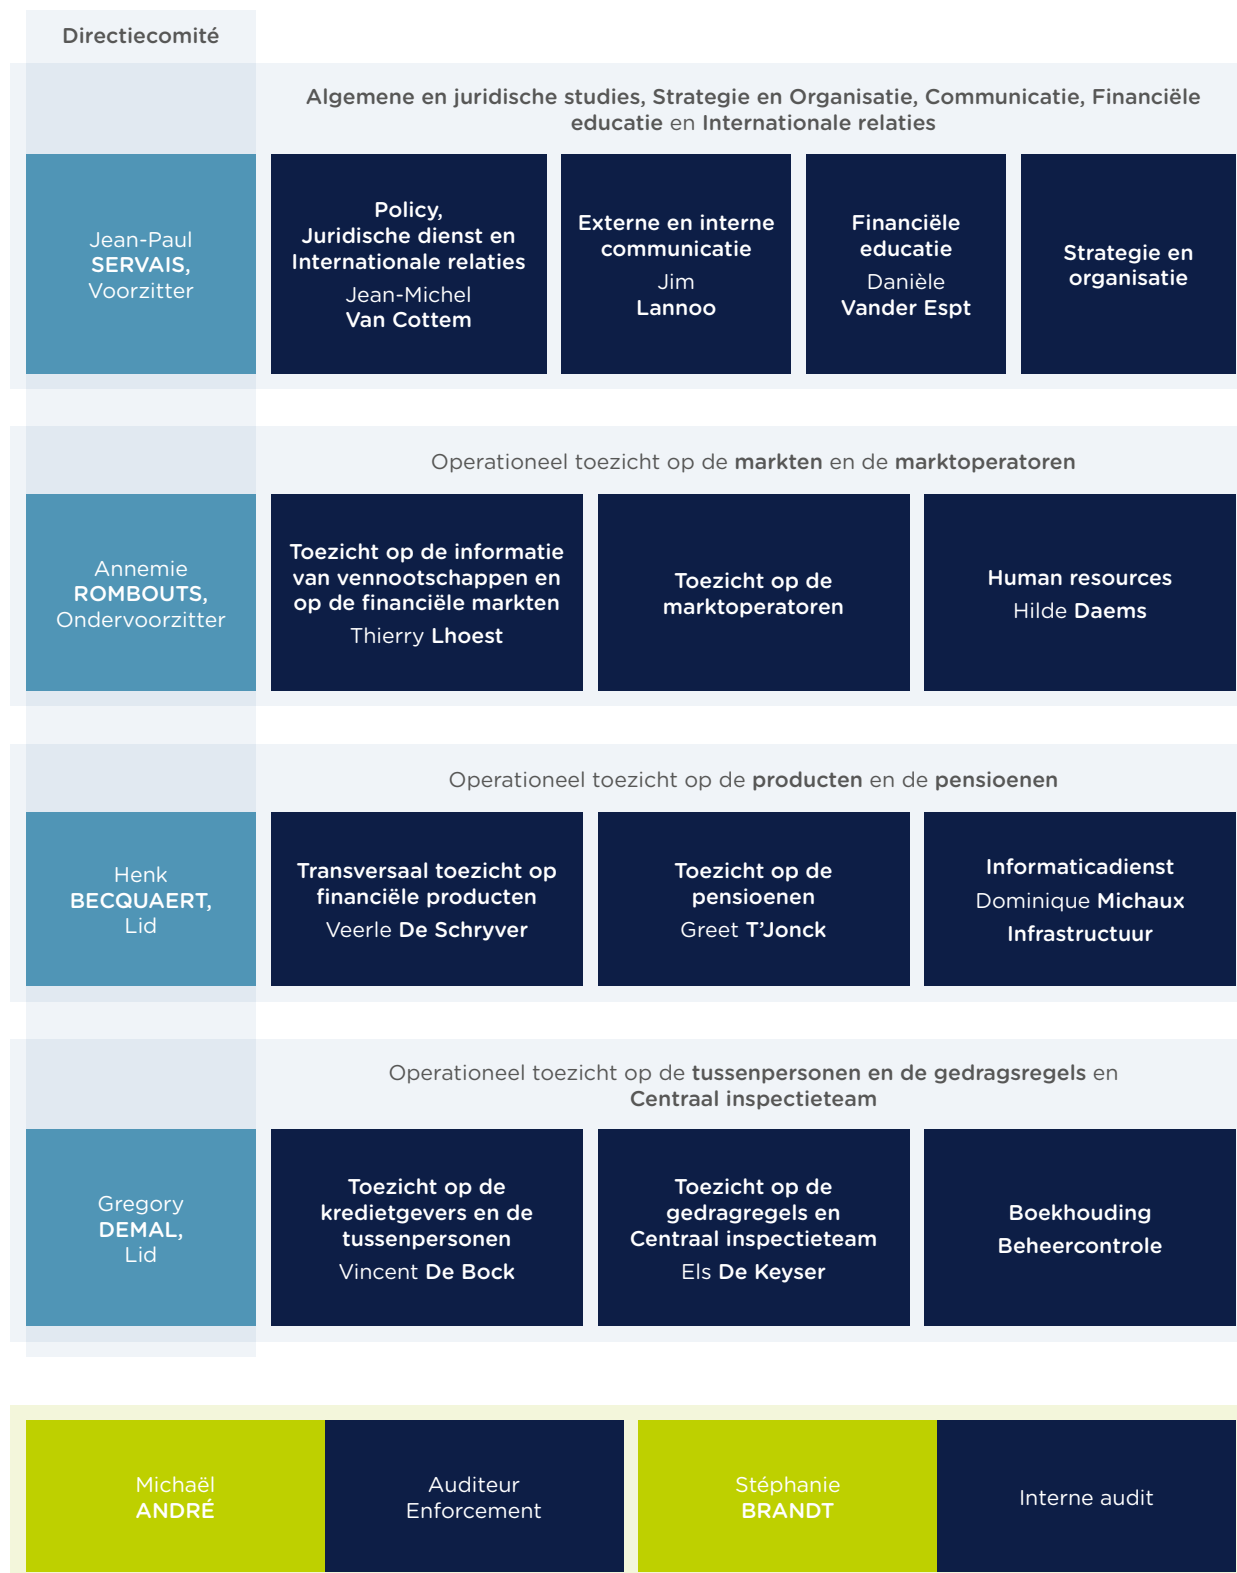 Directiecomité
Algemene en juridische studies, Strategie en Organisatie, Communicatie, Financiële
educatie en Internationale relaties
Jean-Paul
SERVAIS,
Voorzitter
Policy,
Juridische dienst en
Internationale relaties
Jean-Michel
Van Cottem
Externe en interne
communicatie
Jim
Lannoo
Financiële
educatie
Danièle
Vander Espt
Strategie en
organisatie
Operationeel toezicht op de markten en de marktoperatoren
Annemie
ROMBOUTS,
Ondervoorzitter
Toezicht op de informatie
van vennootschappen en
op de financiële markten
Thierry Lhoest
Toezicht op de
marktoperatoren
Human resources
Hilde Daems
Operationeel toezicht op de producten en de pensioenen
Henk
BECQUAERT,
Lid
Transversaal toezicht op
financiële producten
Veerle De Schryver
Toezicht op de
pensioenen
Greet T'Jonck
Informaticadienst
Dominique Michaux
Infrastructuur
Operationeel toezicht op de tussenpersonen en de gedragsregels en
Centraal inspectieteam
Gregory
DEMAL,
Lid
Toezicht op de
kredietgevers en de
tussenpersonen
Vincent De Bock
Toezicht op de
gedragregels en
Centraal inspectieteam
Els De Keyser
Boekhouding
Beheercontrole
Michaël
ANDRÉ
Auditeur
Enforcement
Stéphanie
BRANDT
Interne audit